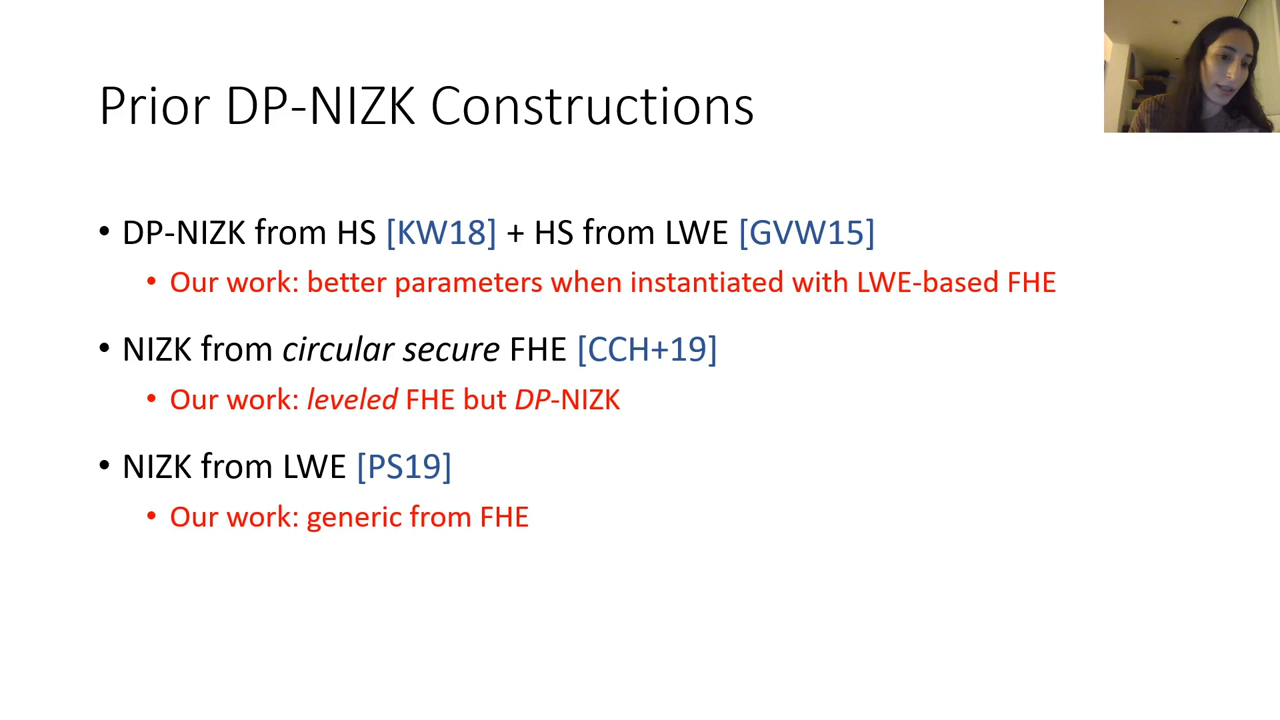 Prior DP-NIZK Constructions
• DP-NIZK from HS [KW18] + HS from LWE [GVW15]
• Our work: better parameters when instantiated with LWE-based FHE
• NIZK from circular secure FHE [CCH+19]
• Our work: leveled FHE but DP-NIZK
• NIZK from LWE [PS19]
• Our work: generic from FHE